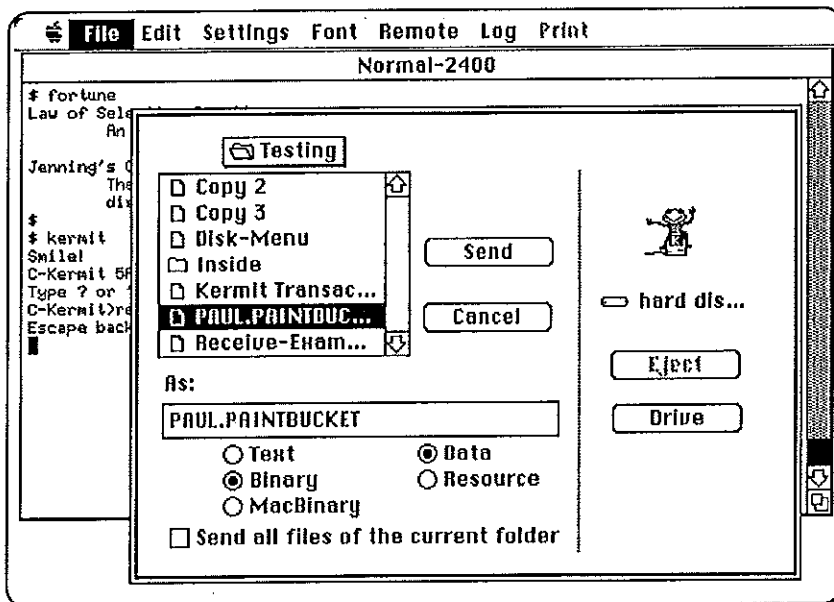 File Edit Settings Font Remote Log Print
Normal-2400
$ fortune
Law of Sele
An
Jenning's C
The
dis
$
$ kermit
Smile!
C-Kermit 5A
Type ? or
C-Kermit>re
Escape back
Testing
Copy 2
Copy 3
Disk-Menu
Inside
Kermit Transac...
PAUL.PAINTBUC...
Receive-Exam...
Send
Cancel
As:
PAUL.PAINTBUCKET
Text
Data
Binary
Resource
MacBinary
Send all files of the current folder
hard dis...
Eject
Drive